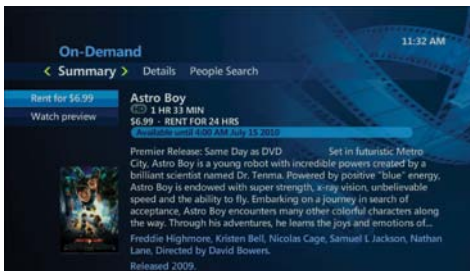 11:32 AM
On-Demand
< Summary > Details People Search
Rent for $6.99
Watch preview
Astro Boy
HD 1 HR 33 MIN
$6.99 - RENT FOR 24 HRS
Available until 4:00 AM July 15 2010
Premier Release: Same Day as DVD Set in futuristic Metro
City, Astro Boy is a young robot with incredible powers created by a
brilliant scientist named Dr. Tenma. Powered by positive "blue" energy,
Astro Boy is endowed with super strength, x-ray vision, unbelievable
speed and the ability to fly. Embarking on a journey in search of
acceptance, Astro Boy encounters many other colorful characters along
the way. Through his adventures, he learns the joys and emotions of...
Freddie Highmore, Kristen Bell, Nicolas Cage, Samuel L Jackson, Nathan
Lane, Directed by David Bowers.
Released 2009.